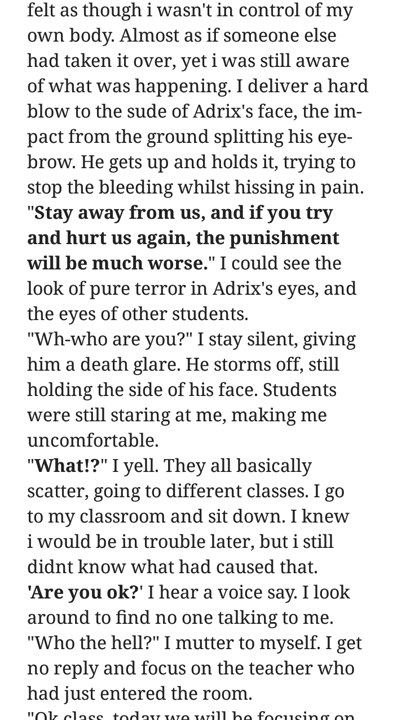 felt as though i wasn't in control of my
own body. Almost as if someone else
had taken it over, yet i was still aware
of what was happening. I deliver a hard
blow to the sude of Adrix's face, the im-
pact from the ground splitting his eye-
brow. He gets up and holds it, trying to
stop the bleeding whilst hissing in pain.
"Stay away from us, and if you try
and hurt us again, the punishment
will be much worse." I could see the
look of pure terror in Adrix's eyes, and
the eyes of other students.
"Wh-who are you?" I stay silent, giving
him a death glare. He storms off, still
holding the side of his face. Students
were still staring at me, making me
uncomfortable.
"What!?" I yell. They all basically
scatter, going to different classes. I go
to my classroom and sit down. I knew
i would be in trouble later, but i still
didnt know what had caused that.
'Are you ok?' I hear a voice say. I look
around to find no one talking to me.
"Who the hell?" I mutter to myself. I get
no reply and focus on the teacher who
had just entered the room.
"Ok class, today we will be focusing on